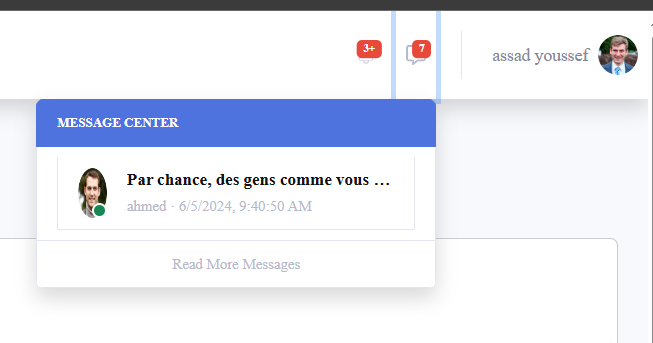 3+
7
assad youssef
MESSAGE CENTER
Par chance, des gens comme vous …
ahmed · 6/5/2024, 9:40:50 AM
Read More Messages